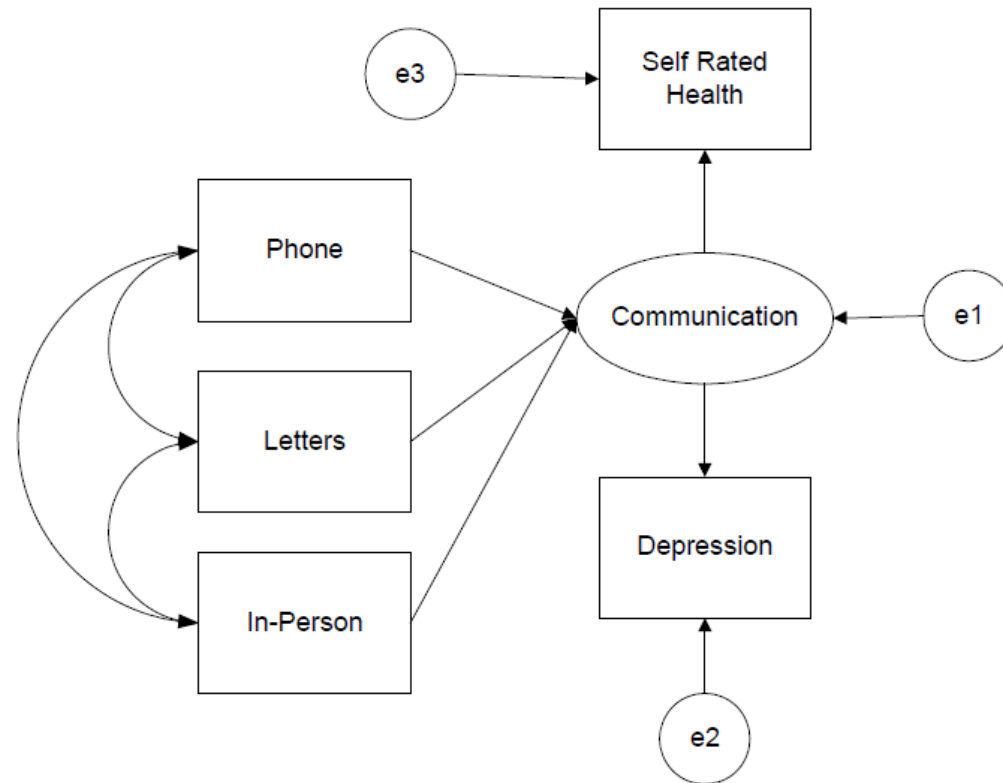 e3
Self Rated
Health
Phone
Communication
e1
Letters
Depression
In-Person
e2